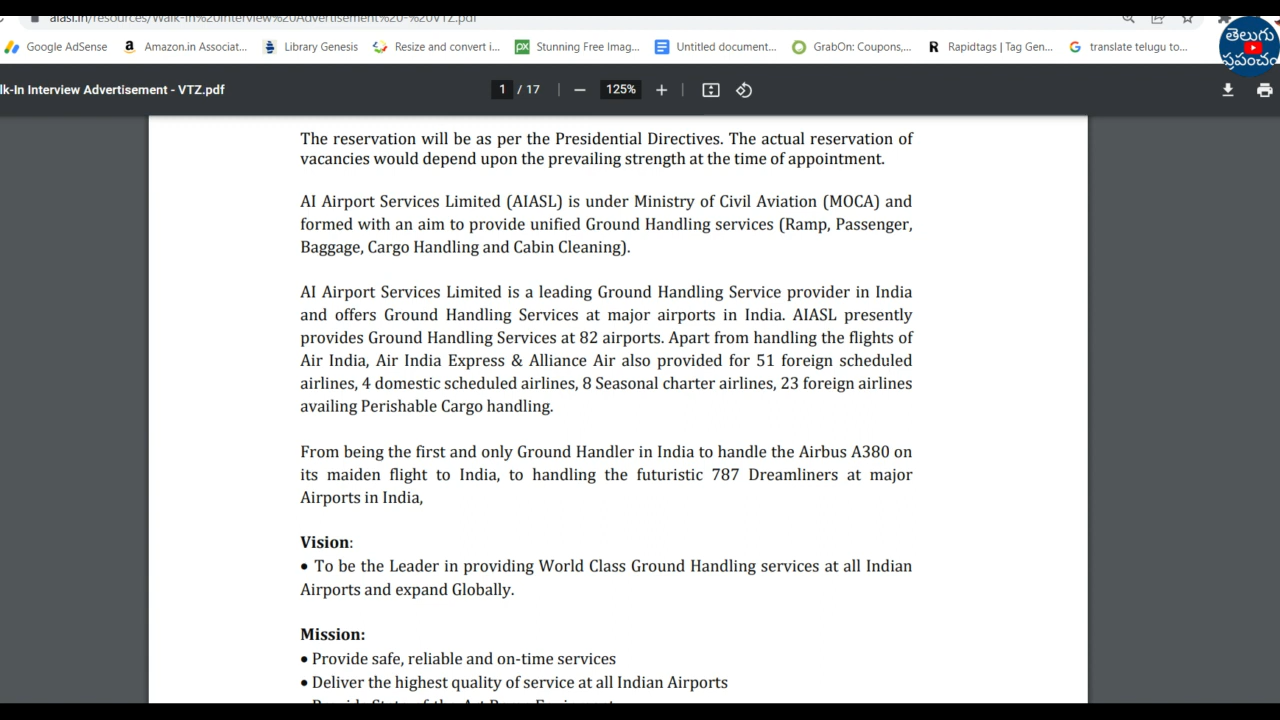 aiasl.in/resources/Walk-In%20Interview%20Advertisement%20-%20VTZ.pdf
Google AdSense
Amazon.in Associat...
Library Genesis
Resize and convert i...
Stunning Free Imag...
Untitled document...
GrabOn: Coupons,...
Rapidtags | Tag Gen...
translate telugu to...
తెలుగు
ప్రపంచం
lk-In Interview Advertisement - VTZ.pdf
1 / 17
125%
The reservation will be as per the Presidential Directives. The actual reservation of
vacancies would depend upon the prevailing strength at the time of appointment.
AI Airport Services Limited (AIASL) is under Ministry of Civil Aviation (MOCA) and
formed with an aim to provide unified Ground Handling services (Ramp, Passenger,
Baggage, Cargo Handling and Cabin Cleaning).
AI Airport Services Limited is a leading Ground Handling Service provider in India
and offers Ground Handling Services at major airports in India. AIASL presently
provides Ground Handling Services at 82 airports. Apart from handling the flights of
Air India, Air India Express & Alliance Air also provided for 51 foreign scheduled
airlines, 4 domestic scheduled airlines, 8 Seasonal charter airlines, 23 foreign airlines
availing Perishable Cargo handling.
From being the first and only Ground Handler in India to handle the Airbus A380 on
its maiden flight to India, to handling the futuristic 787 Dreamliners at major
Airports in India,
Vision:
• To be the Leader in providing World Class Ground Handling services at all Indian
Airports and expand Globally.
Mission:
• Provide safe, reliable and on-time services
• Deliver the highest quality of service at all Indian Airports